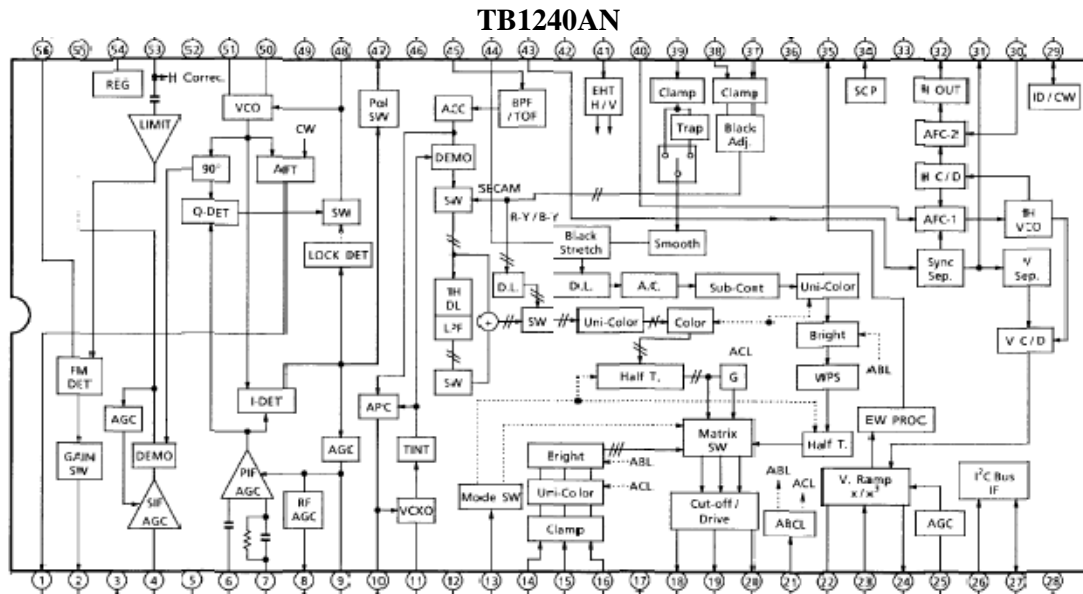 TB1240AN
56 55 54 53 52 51 50 49 48 47 46 45 44 43 42 41 40 39 38 37 36 35 34 33 32 31 30 29
REG
H Correc.
LIMIT
VCO
CW
90°
AFT
Q-DET
SW
LOCK DET
Pol
SW
ACC
BPF
/ TOF
DEMO
SW
SECAM
R-Y / B-Y
EHT
H / V
Clamp
Trap
Clamp
Black
Adj.
SCP
H OUT
AFC-2
H C / D
AFC-1
Sync
Sep.
ID / CW
VCO
V
Sep.
V C / D
Black
Stretch
Smooth
1H
DL
LPF
SW
D.L.
D.L.
Sub-Cont
Uni-Color
SW
Uni-Color
Color
Bright
ABL
WPS
ACL
Half T.
G
Matrix
SW
Half T.
FM
DET
AGC
GAIN
SW
DEMO
SIF
AGC
I-DET
PIF
AGC
RF
AGC
AGC
APC
TINT
VCXO
Mode SW
Bright
ABL
Uni-Color
ACL
Clamp
Cut-off /
Drive
ABL
ACL
ABCL
EW PROC
V. Ramp
x / x³
AGC
I²C Bus
IF
1 2 3 4 5 6 7 8 9 10 11 12 13 14 15 16 17 18 19 20 21 22 23 24 25 26 27 28